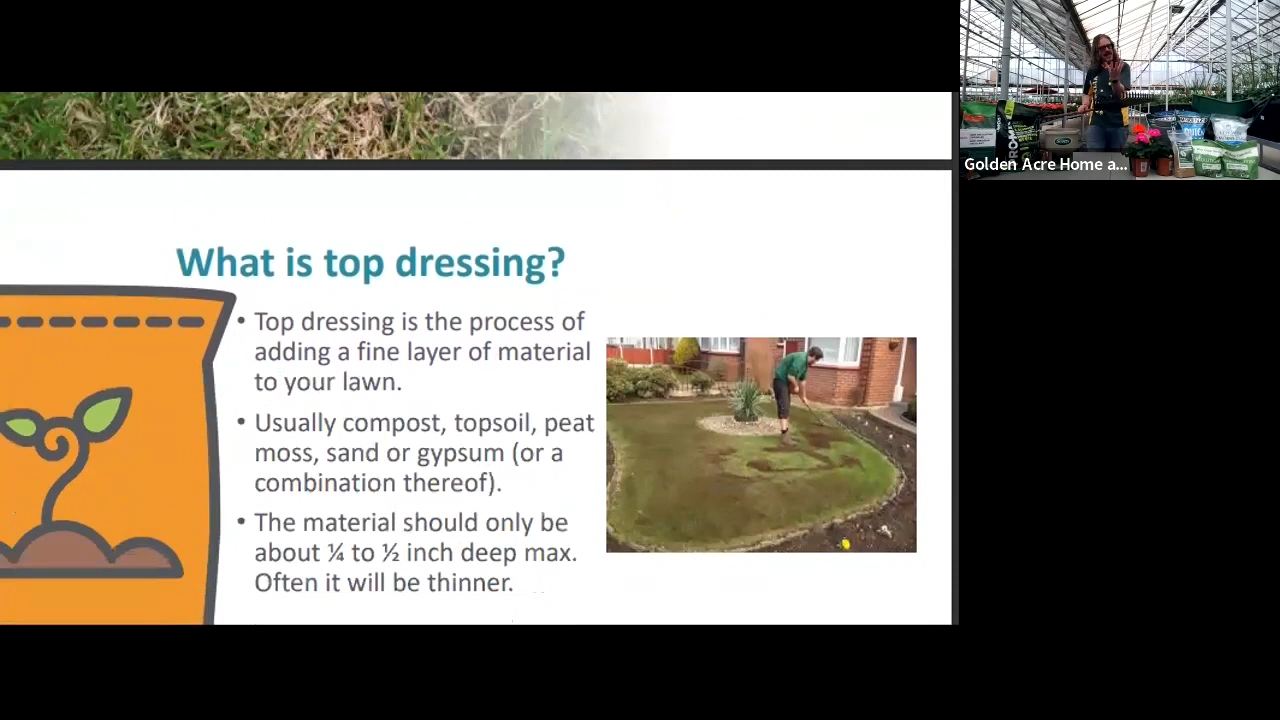 What is top dressing?
• Top dressing is the process of
adding a fine layer of material
to your lawn.
• Usually compost, topsoil, peat
moss, sand or gypsum (or a
combination thereof).
• The material should only be
about ¼ to ½ inch deep max.
Often it will be thinner.
Golden Acre Home a...
Scotts